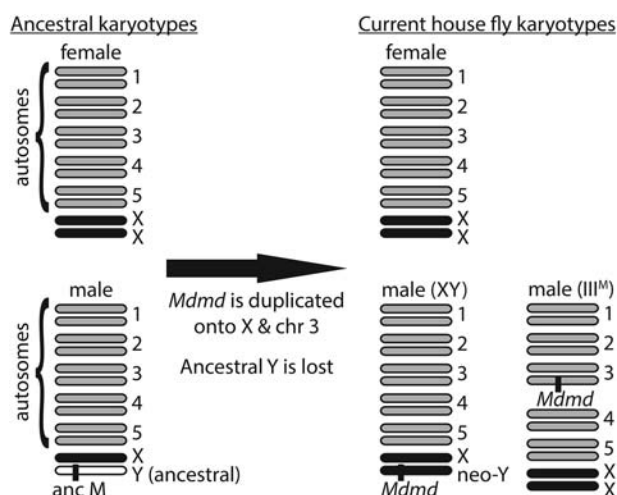 Ancestral karyotypes
Current house fly karyotypes
female
autosomes
1
2
3
4
5
X
X
female
1
2
3
4
5
X
X
Mdmd is duplicated
onto X & chr 3
Ancestral Y is lost
male
autosomes
1
2
3
4
5
X
Y (ancestral)
anc M
male (XY)
1
2
3
4
5
X
neo-Y
Mdmd
male (IIIᴹ)
1
2
3
Mdmd
4
5
X
X